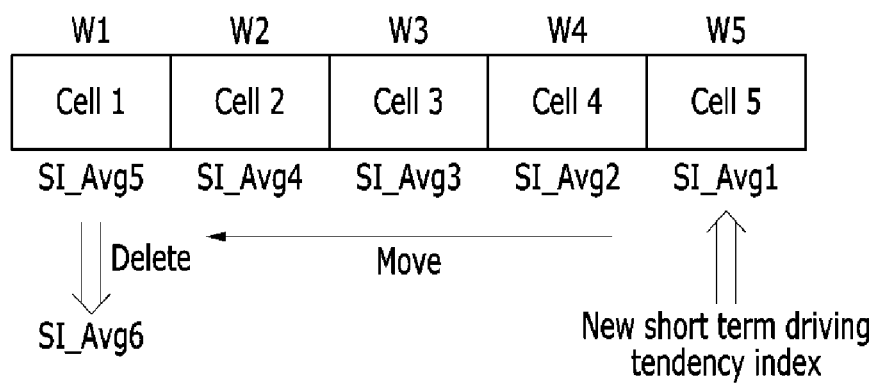 W1 W2 W3 W4 W5
Cell 1 Cell 2 Cell 3 Cell 4 Cell 5
SI_Avg5 SI_Avg4 SI_Avg3 SI_Avg2 SI_Avg1
Delete Move
SI_Avg6
New short term driving
tendency index